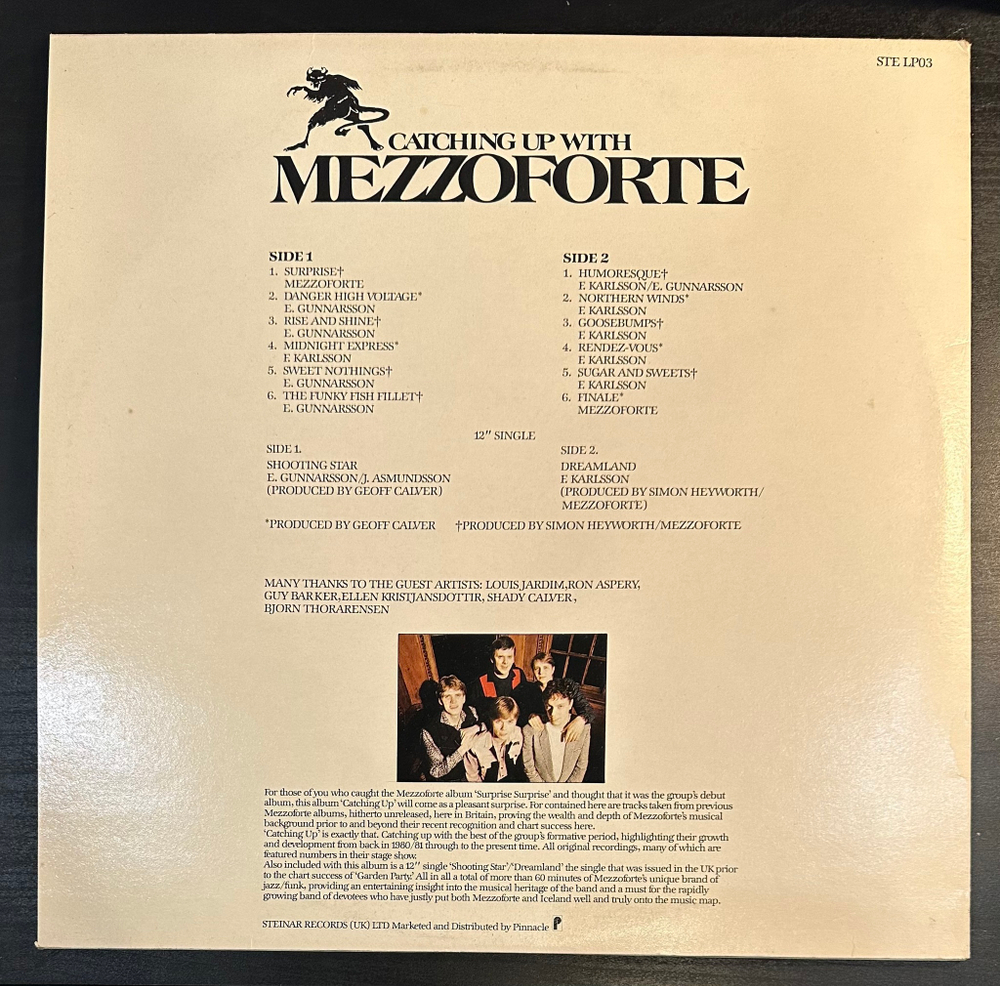 STE LP03
CATCHING UP WITH
MEZZOFORTE
SIDE 1
1. SURPRISE†
MEZZOFORTE
2. DANGER HIGH VOLTAGE*
E. GUNNARSSON
3. RISE AND SHINE†
E. GUNNARSSON
4. MIDNIGHT EXPRESS*
F. KARLSSON
5. SWEET NOTHINGS†
E. GUNNARSSON
6. THE FUNKY FISH FILLET†
E. GUNNARSSON
SIDE 2
1. HUMORESQUE†
F. KARLSSON/E. GUNNARSSON
2. NORTHERN WINDS*
F. KARLSSON
3. GOOSEBUMPS†
F. KARLSSON
4. RENDEZ-VOUS*
F. KARLSSON
5. SUGAR AND SWEETS†
F. KARLSSON
6. FINALE*
MEZZOFORTE
12" SINGLE
SIDE 1.
SHOOTING STAR
E. GUNNARSSON/J. ASMUNDSSON
(PRODUCED BY GEOFF CALVER)
SIDE 2.
DREAMLAND
F. KARLSSON
(PRODUCED BY SIMON HEYWORTH/
MEZZOFORTE)
*PRODUCED BY GEOFF CALVER †PRODUCED BY SIMON HEYWORTH/MEZZOFORTE
MANY THANKS TO THE GUEST ARTISTS: LOUIS JARDIM,RON ASPERY,
GUY BARKER,ELLEN KRISTJANSDOTTIR, SHADY CALVER,
BJORN THORARENSEN
For those of you who caught the Mezzoforte album 'Surprise Surprise' and thought that it was the group's debut
album, this album 'Catching Up' will come as a pleasant surprise. For contained here are tracks taken from previous
Mezzoforte albums, hitherto unreleased, here in Britain, proving the wealth and depth of Mezzoforte's musical
background prior to and beyond their recent recognition and chart success here.
'Catching Up' is exactly that. Catching up with the best of the group's formative period, highlighting their growth
and development from back in 1980/81 through to the present time. All original recordings, many of which are
featured numbers in their stage show.
Also included with this album is a 12" single 'Shooting Star'/'Dreamland' the single that was issued in the UK prior
to the chart success of 'Garden Party.' All in all a total of more than 60 minutes of Mezzoforte's unique brand of
jazz/funk, providing an entertaining insight into the musical heritage of the band and a must for the rapidly
growing band of devotees who have justly put both Mezzoforte and Iceland well and truly onto the music map.
STEINAR RECORDS (UK) LTD Marketed and Distributed by Pinnacle P